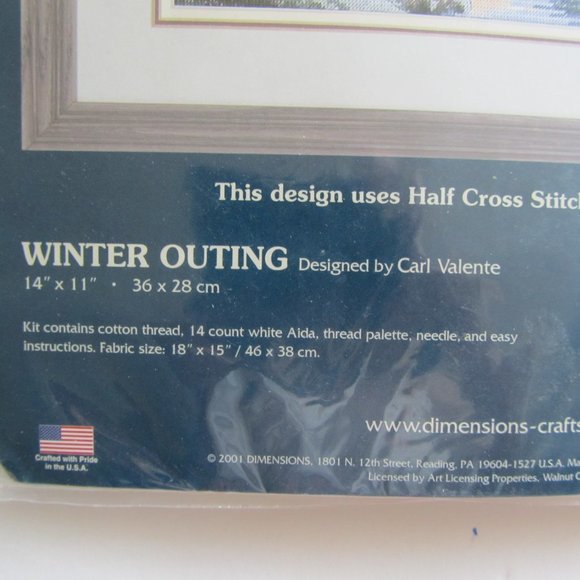 This design uses Half Cross Stitch
WINTER OUTING Designed by Carl Valente
14" x 11" • 36 x 28 cm
Kit contains cotton thread, 14 count white Aida, thread palette, needle, and easy
instructions. Fabric size: 18" x 15" / 46 x 38 cm.
www.dimensions-crafts
Crafted with Pride
in the U.S.A.
© 2001 DIMENSIONS, 1801 N. 12th Street, Reading, PA 19604-1527 U.S.A.
Licensed by Art Licensing Properties, Walnut